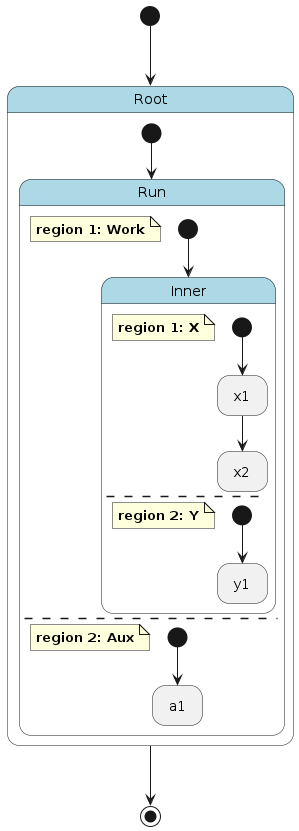 Root
Run
region 1: Work
Inner
region 1: X
x1
x2
region 2: Y
y1
region 2: Aux
a1